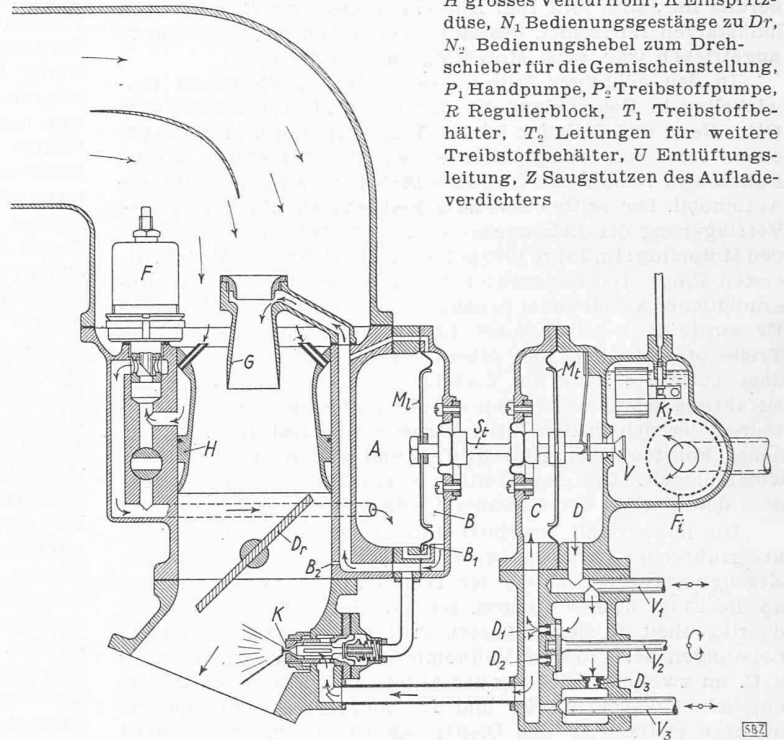 H grosses Venturirohr, K Einspritz-
düse, N₁ Bedienungsgestänge zu Dr,
N₂ Bedienungshebel zum Dreh-
schieber für die Gemischeinstellung,
P₁ Handpumpe, P₂ Treibstoffpumpe,
R Regulierblock, T₁ Treibstoffbe-
hälter, T₂ Leitungen für weitere
Treibstoffbehälter, U Entlüftungs-
leitung, Z Saugstutzen des Auflade-
verdichters
F
G
H
A
Ml
St
B
B₁
B₂
Dr
K
C
D
Mt
V
Kl
Fi
D₁
D₂
D₃
V₁
V₂
V₃
SBZ